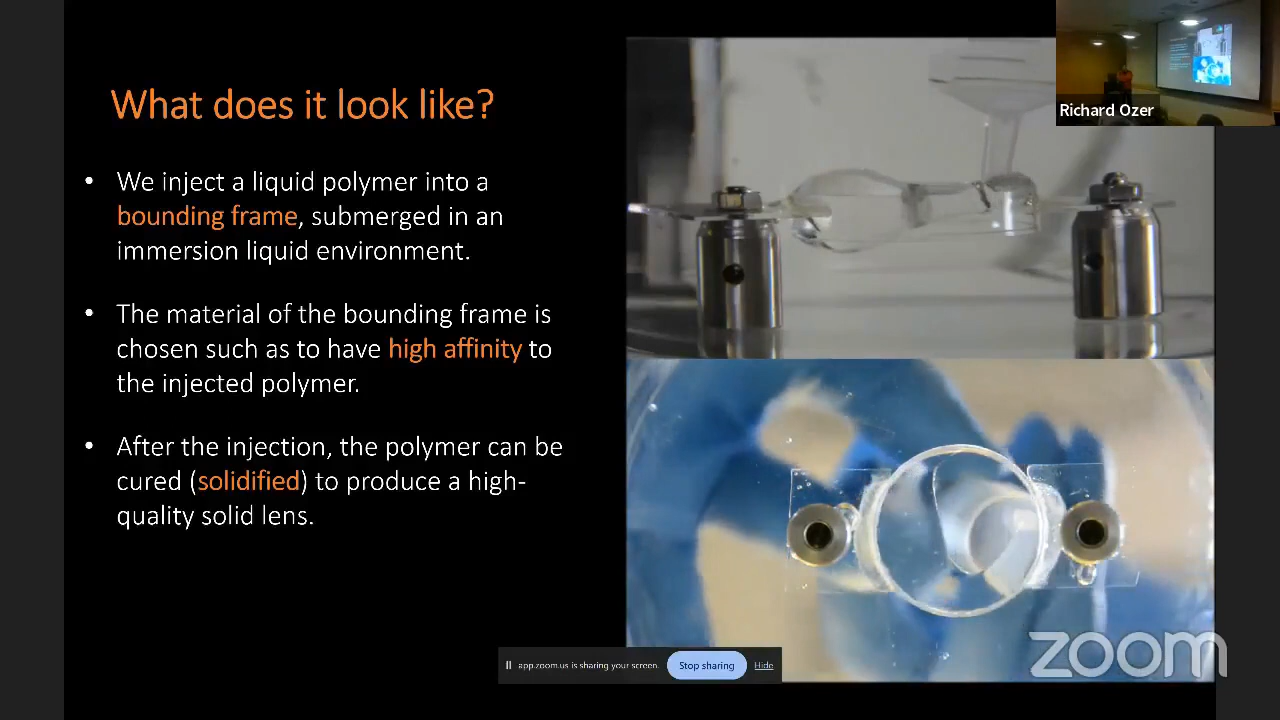 What does it look like?
• We inject a liquid polymer into a
bounding frame, submerged in an
immersion liquid environment.
• The material of the bounding frame is
chosen such as to have high affinity to
the injected polymer.
• After the injection, the polymer can be
cured (solidified) to produce a high-
quality solid lens.
Richard Ozer
app.zoom.us is sharing your screen.
Stop sharing
Hide
zoom